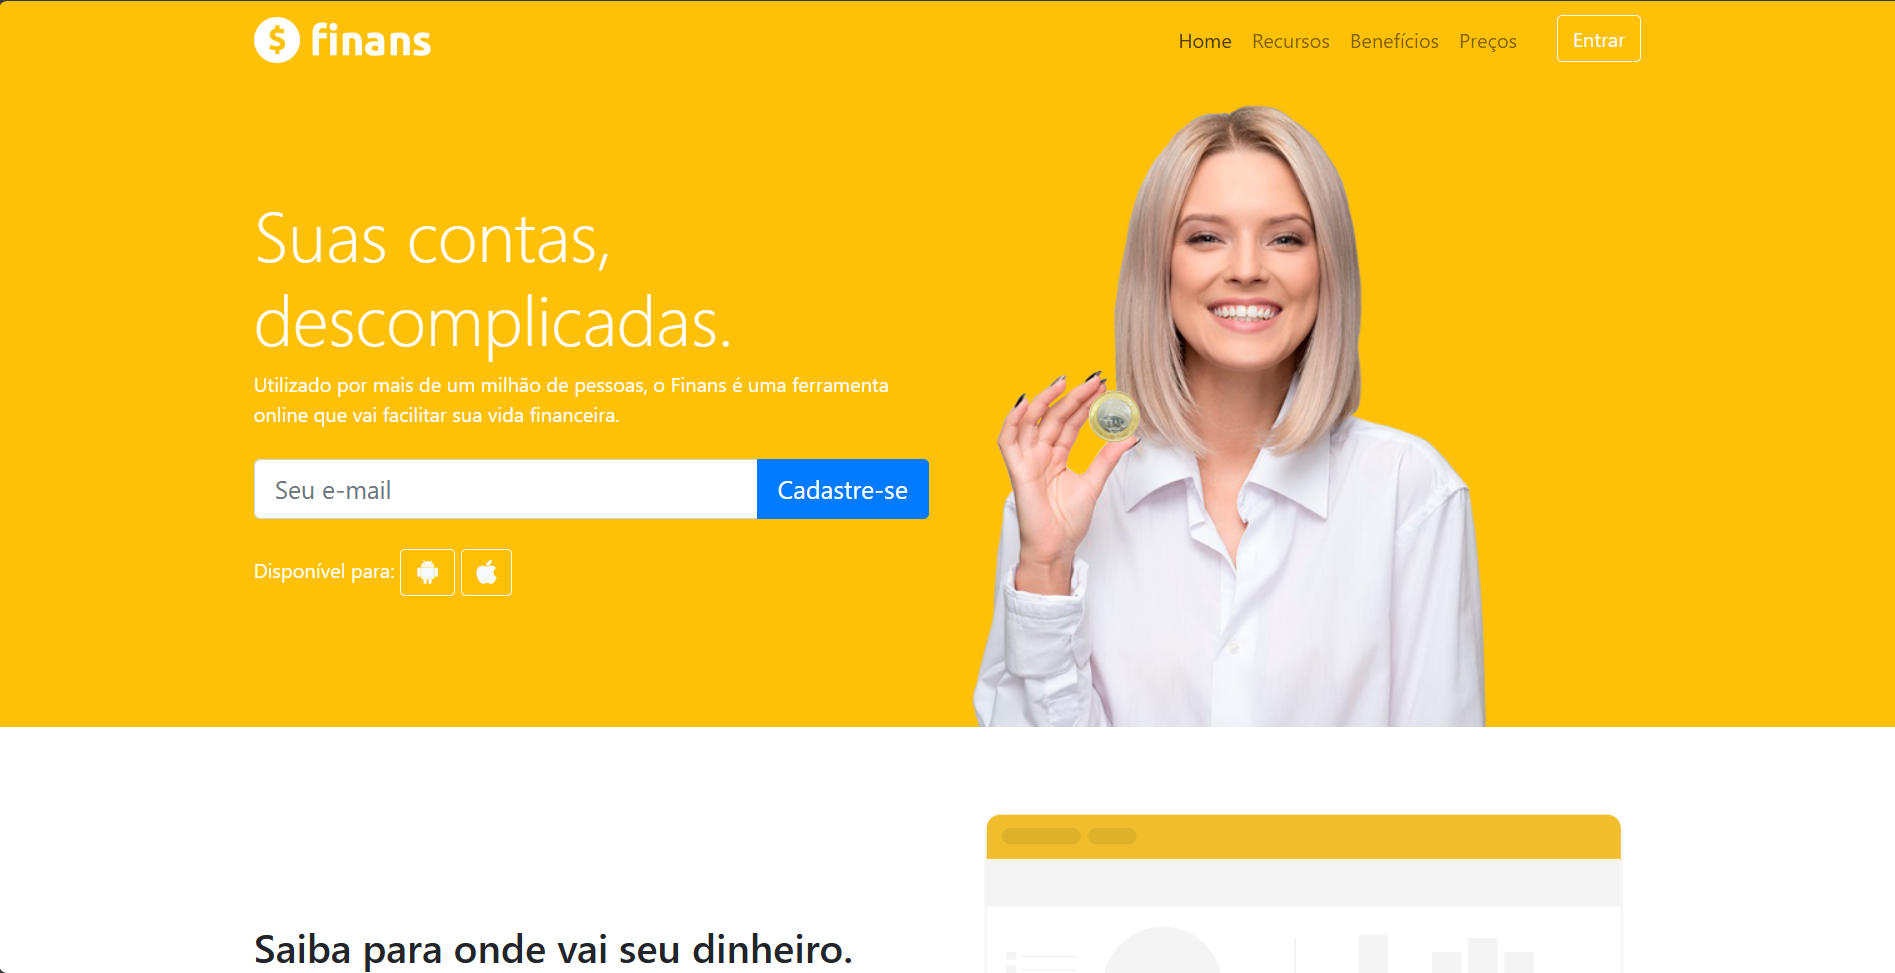 finans
Home Recursos Benefícios Preços Entrar
Suas contas,
descomplicadas.
Utilizado por mais de um milhão de pessoas, o Finans é uma ferramenta
online que vai facilitar sua vida financeira.
Seu e-mail Cadastre-se
Disponível para:
Saiba para onde vai seu dinheiro.